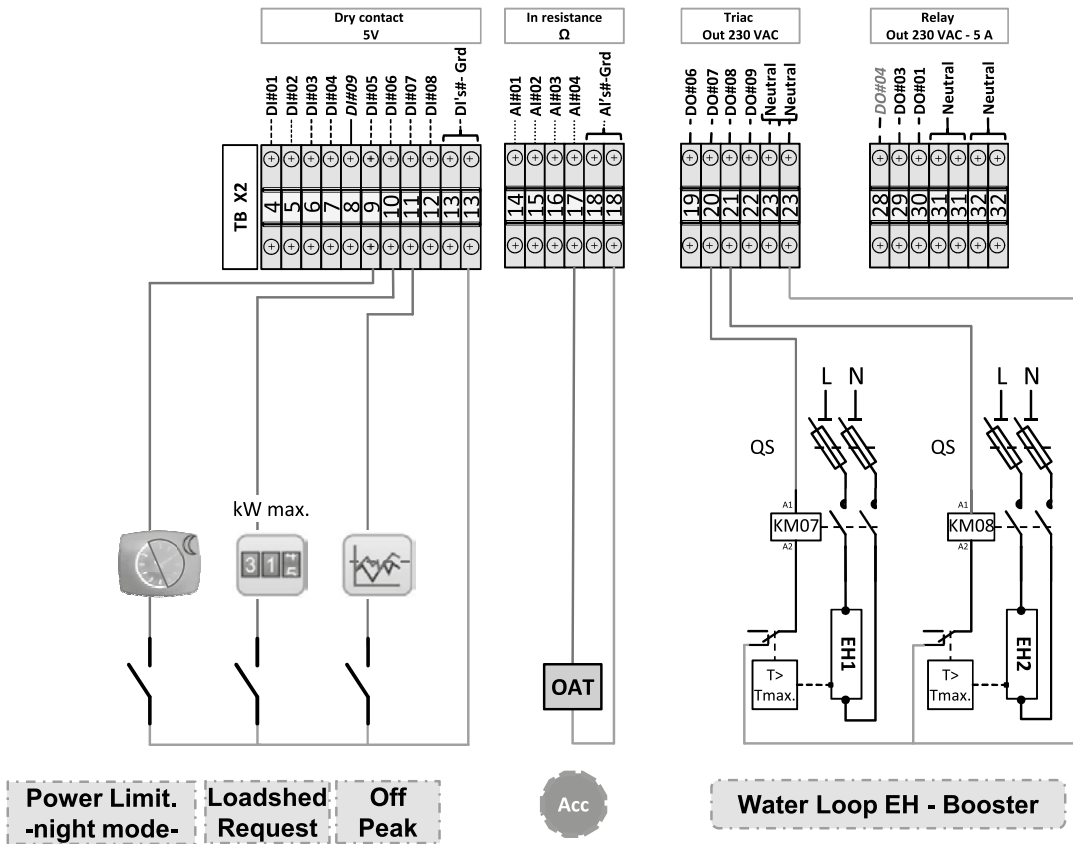 Dry contact
5V
In resistance
Ω
Triac
Out 230 VAC
Relay
Out 230 VAC - 5 A
DI#01
DI#02
DI#03
DI#04
DI#09
DI#05
DI#06
DI#07
DI#08
DI's#- Grd
AI#01
AI#02
AI#03
AI#04
AI's#-Grd
DO#06
DO#07
DO#08
DO#09
Neutral
Neutral
DO#04
DO#03
DO#01
Neutral
Neutral
TB X2
4 5 6 7 8 9 10 11 12 13 13
14 15 16 17 18 18
19 20 21 22 23 23
28 29 30 31 31 32 32
L N
L N
QS
QS
kW max.
A1
KM07
A2
A1
KM08
A2
3 1 4 5
EH1
EH2
T>
Tmax.
T>
Tmax.
OAT
Power Limit.
-night mode-
Loadshed
Request
Off
Peak
Acc
Water Loop EH - Booster